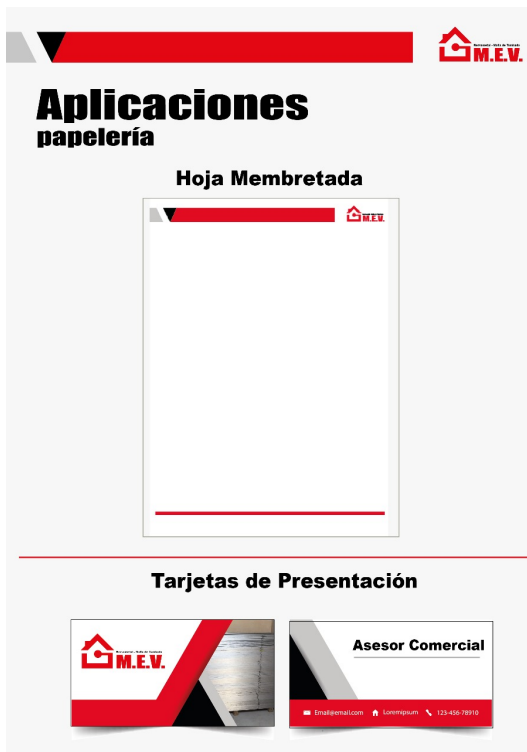 M.E.V.
Aplicaciones
papelería
Hoja Membretada
M.E.V.
Tarjetas de Presentación
M.E.V.
Asesor Comercial
Email@email.com Loremipsum 123-456-78910